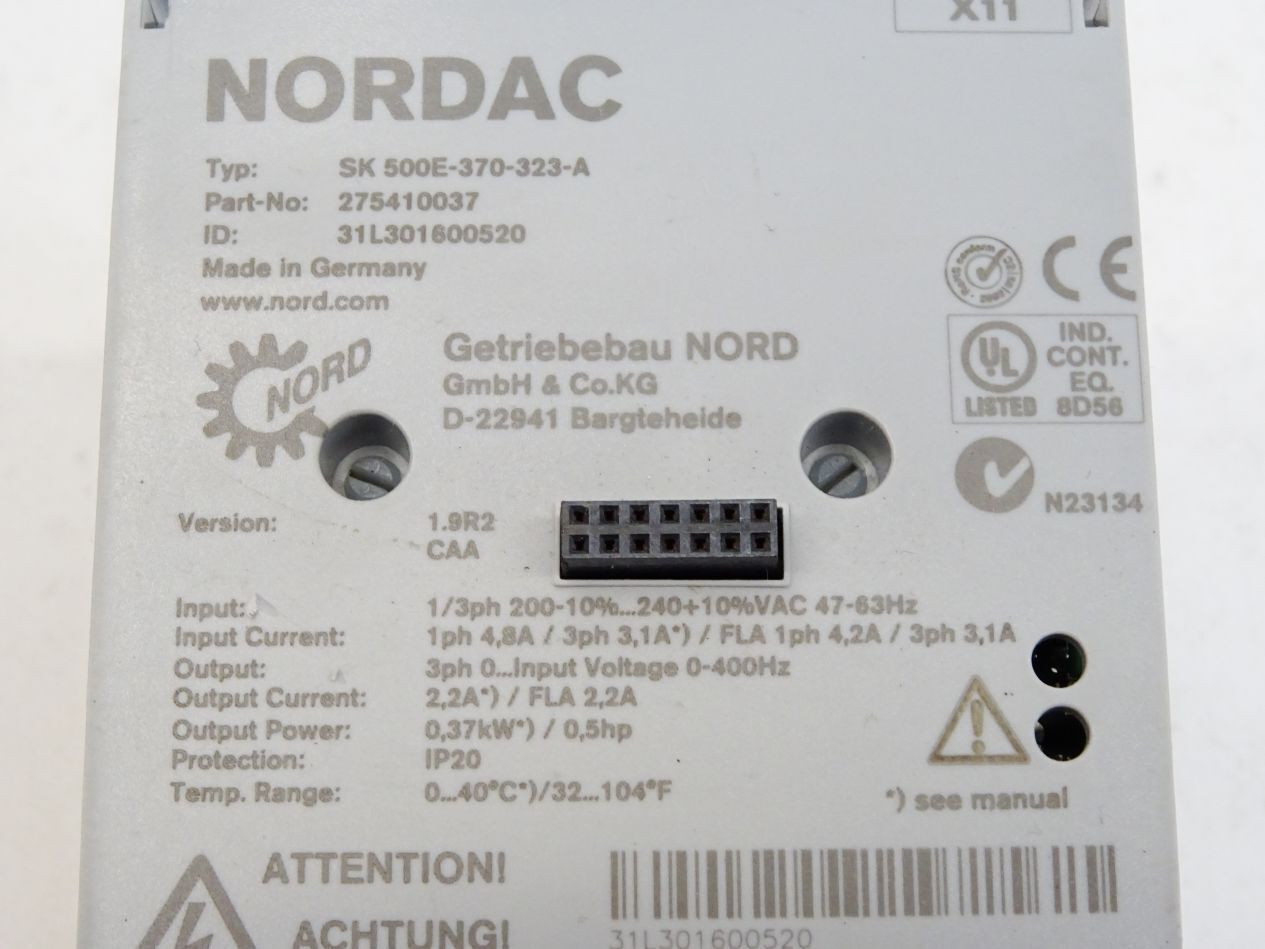 X11
NORDAC
Typ: SK 500E-370-323-A
Part-No: 275410037
ID: 31L301600520
Made in Germany
www.nord.com
CE
NORD
Getriebebau NORD
GmbH & Co.KG
D-22941 Bargteheide
UL
LISTED
IND.
CONT.
EQ.
8D56
N23134
Version: 1.9R2
CAA
Input: 1/3ph 200-10%...240+10%VAC 47-63Hz
Input Current: 1ph 4,8A / 3ph 3,1A*) / FLA 1ph 4,2A / 3ph 3,1A
Output: 3ph 0...Input Voltage 0-400Hz
Output Current: 2,2A*) / FLA 2,2A
Output Power: 0,37kW*) / 0,5hp
Protection: IP20
Temp. Range: 0...40°C*)/32...104°F
*) see manual
ATTENTION!
ACHTUNG!
31L301600520